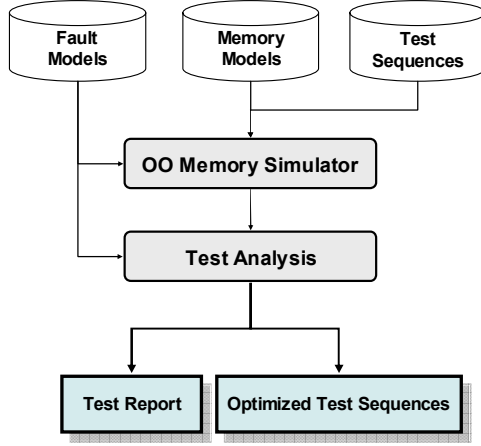 Fault
Models
Memory
Models
Test
Sequences
OO Memory Simulator
Test Analysis
Test Report
Optimized Test Sequences